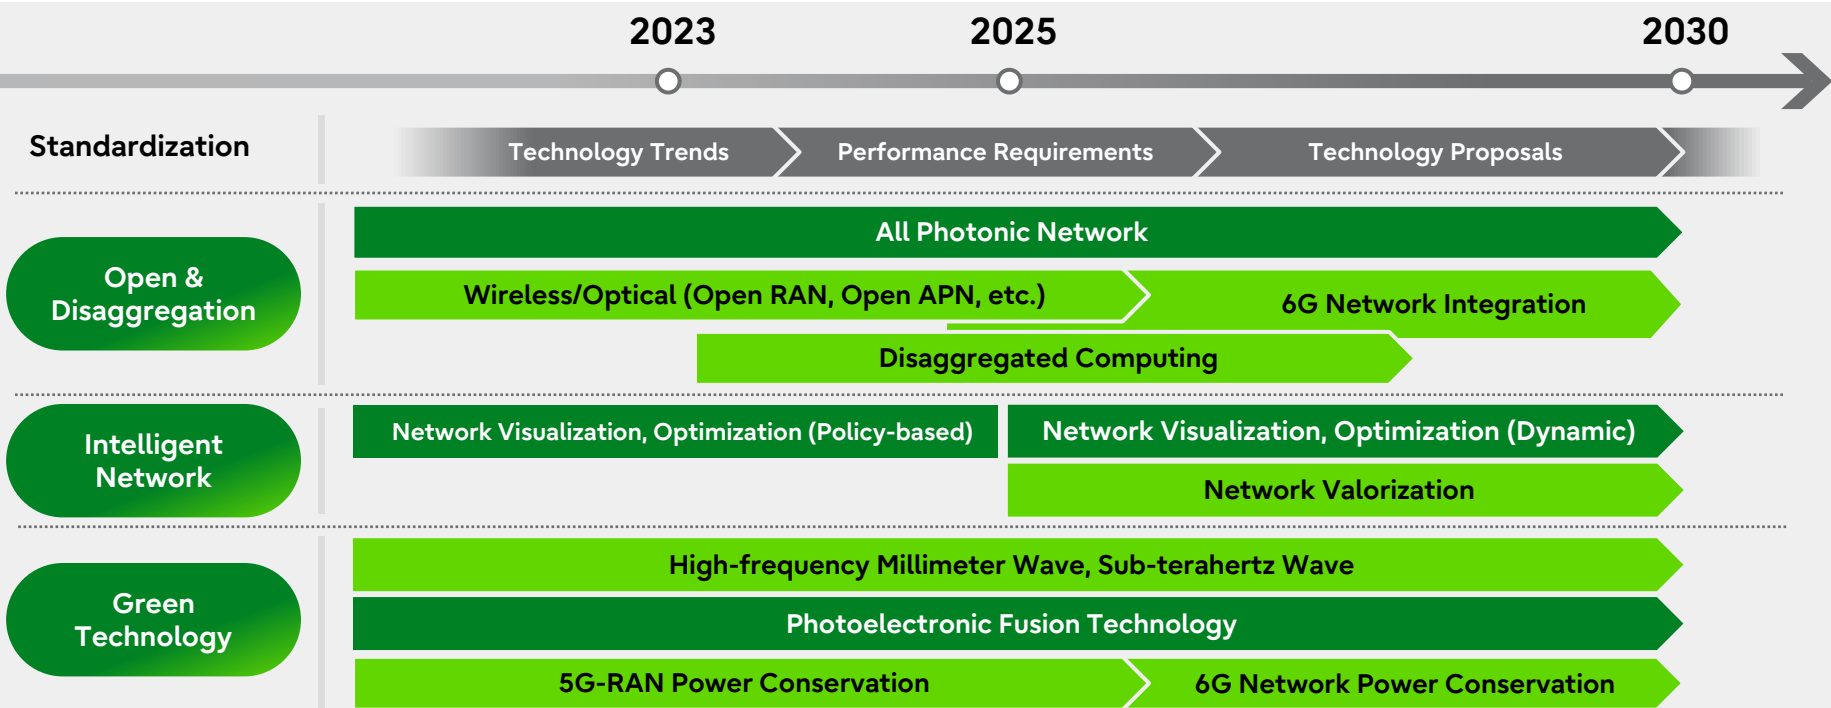 2023
2025
2030
Standardization
Technology Trends
Performance Requirements
Technology Proposals
Open &
Disaggregation
All Photonic Network
Wireless/Optical (Open RAN, Open APN, etc.)
6G Network Integration
Disaggregated Computing
Intelligent
Network
Network Visualization, Optimization (Policy-based)
Network Visualization, Optimization (Dynamic)
Network Valorization
Green
Technology
High-frequency Millimeter Wave, Sub-terahertz Wave
Photoelectronic Fusion Technology
5G-RAN Power Conservation
6G Network Power Conservation